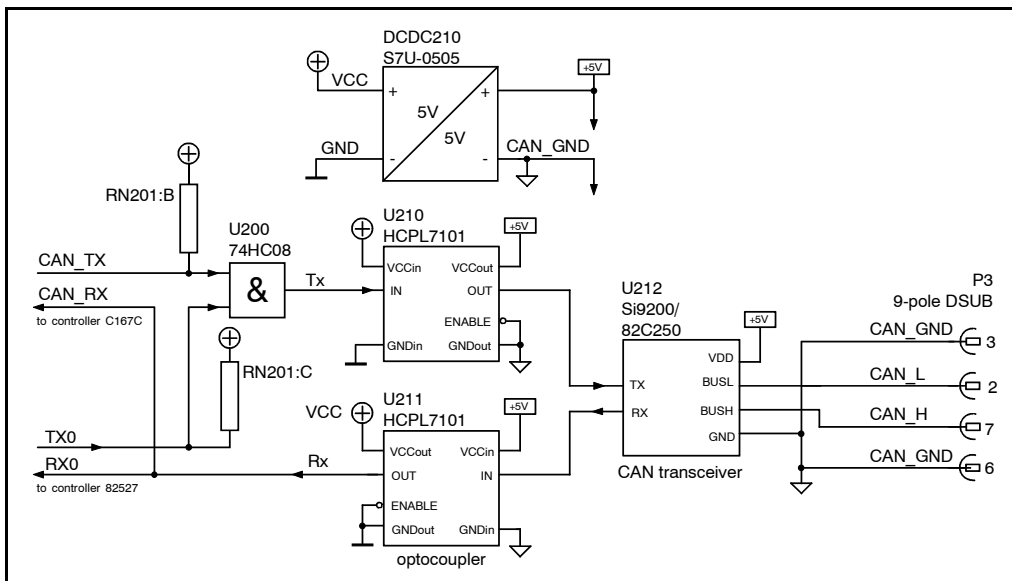 DCDC210
S7U-0505
VCC
+
+
+5V
5V
5V
GND
-
-
CAN_GND
RN201:B
U200
74HC08
CAN_TX
&
Tx
CAN_RX
to controller C167C
RN201:C
TX0
RX0
to controller 82527
U210
HCPL7101
+5V
VCCin
VCCout
IN
OUT
ENABLE
GNDin
GNDout
VCC
U211
HCPL7101
+5V
VCCout
VCCin
Rx
OUT
IN
ENABLE
GNDout
GNDin
optocoupler
U212
Si9200/
82C250
+5V
VDD
TX
BUSL
RX
BUSH
GND
CAN transceiver
P3
9-pole DSUB
CAN_GND
3
CAN_L
2
CAN_H
7
CAN_GND
6